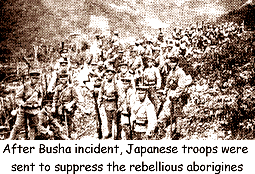 After Busha incident, Japanese troops were
sent to suppress the rebellious aborigines